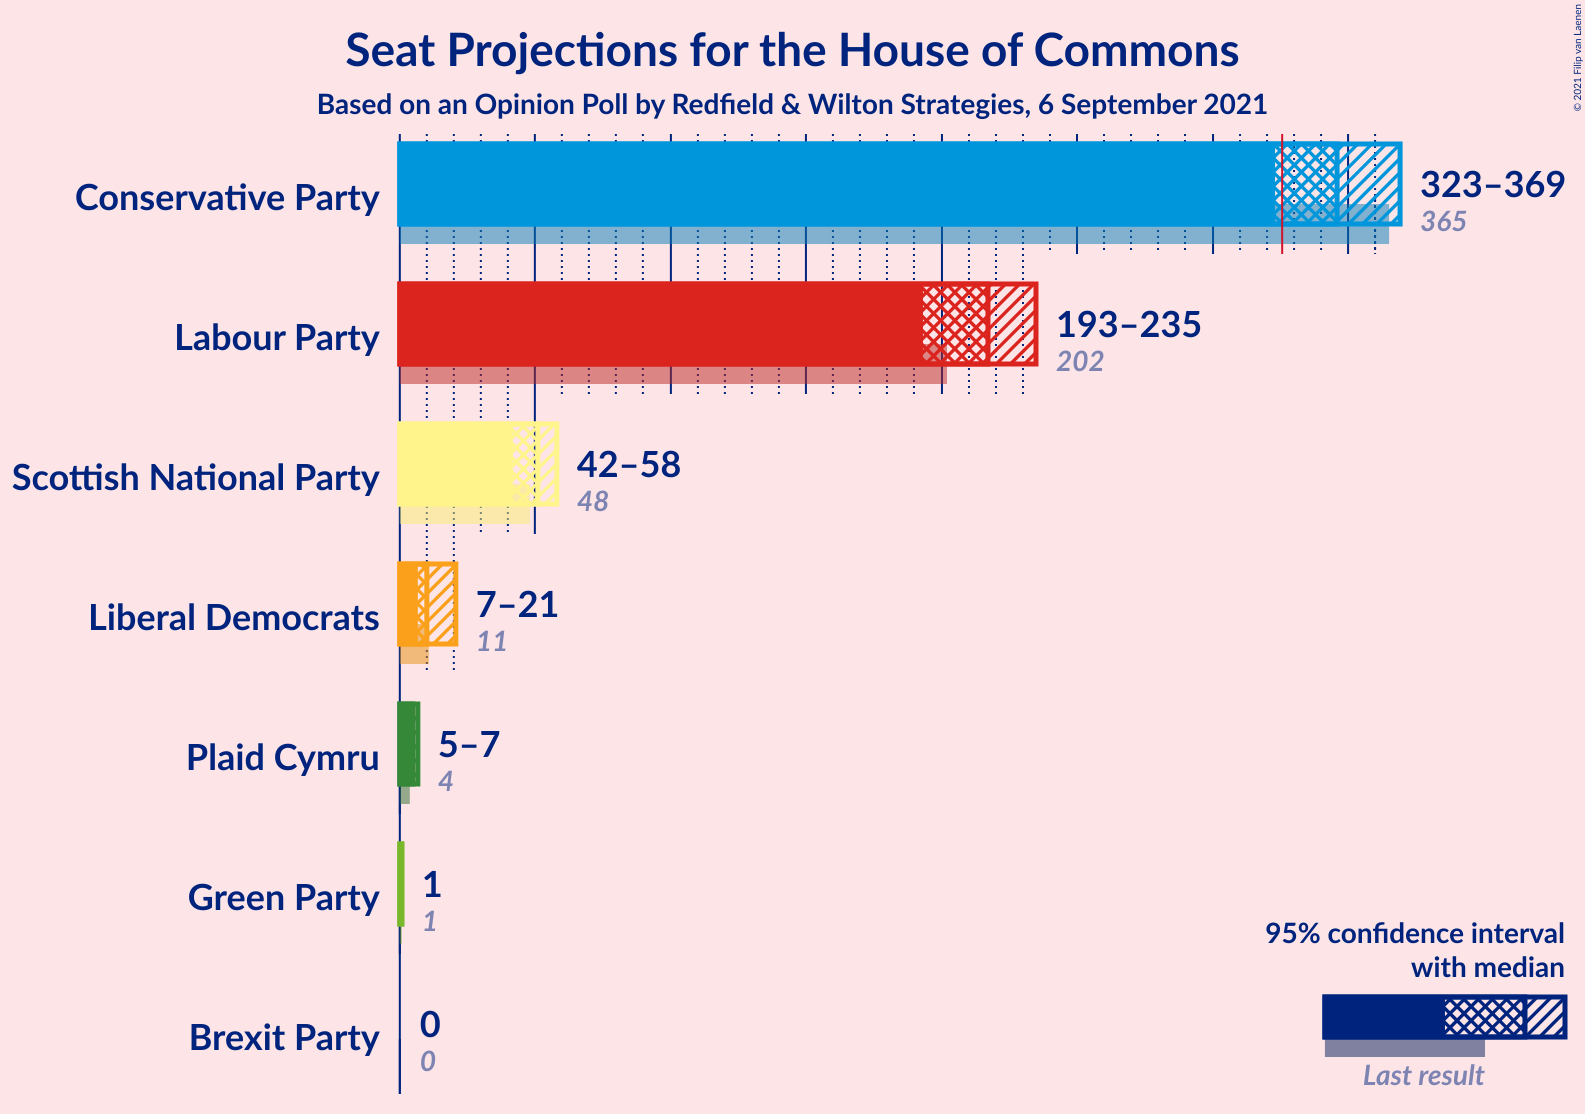 Seat Projections for the House of Commons
Based on an Opinion Poll by Redfield & Wilton Strategies, 6 September 2021
© 2021 Filip van Laenen
Conservative Party
323–369
365
Labour Party
193–235
202
Scottish National Party
42–58
48
Liberal Democrats
7–21
11
Plaid Cymru
5–7
4
Green Party
1
1
Brexit Party
0
0
95% confidence interval
with median
Last result